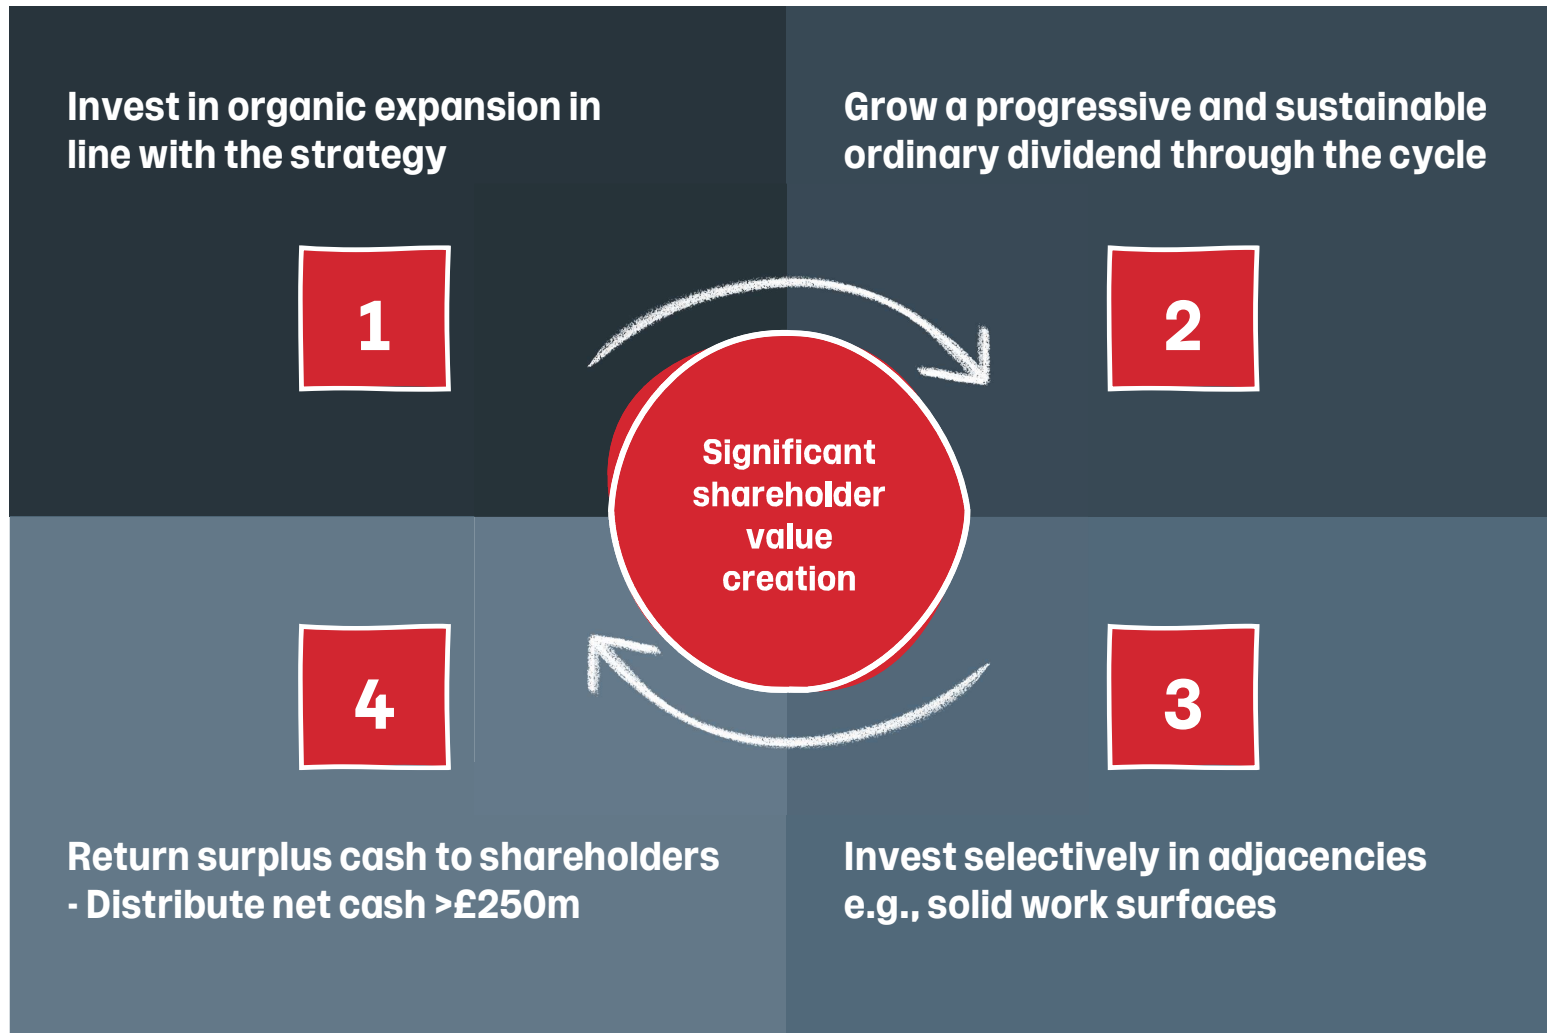 Invest in organic expansion in
line with the strategy
1
Grow a progressive and sustainable
ordinary dividend through the cycle
2
Significant
shareholder
value
creation
3
Invest selectively in adjacencies
e.g., solid work surfaces
4
Return surplus cash to shareholders
- Distribute net cash >£250m